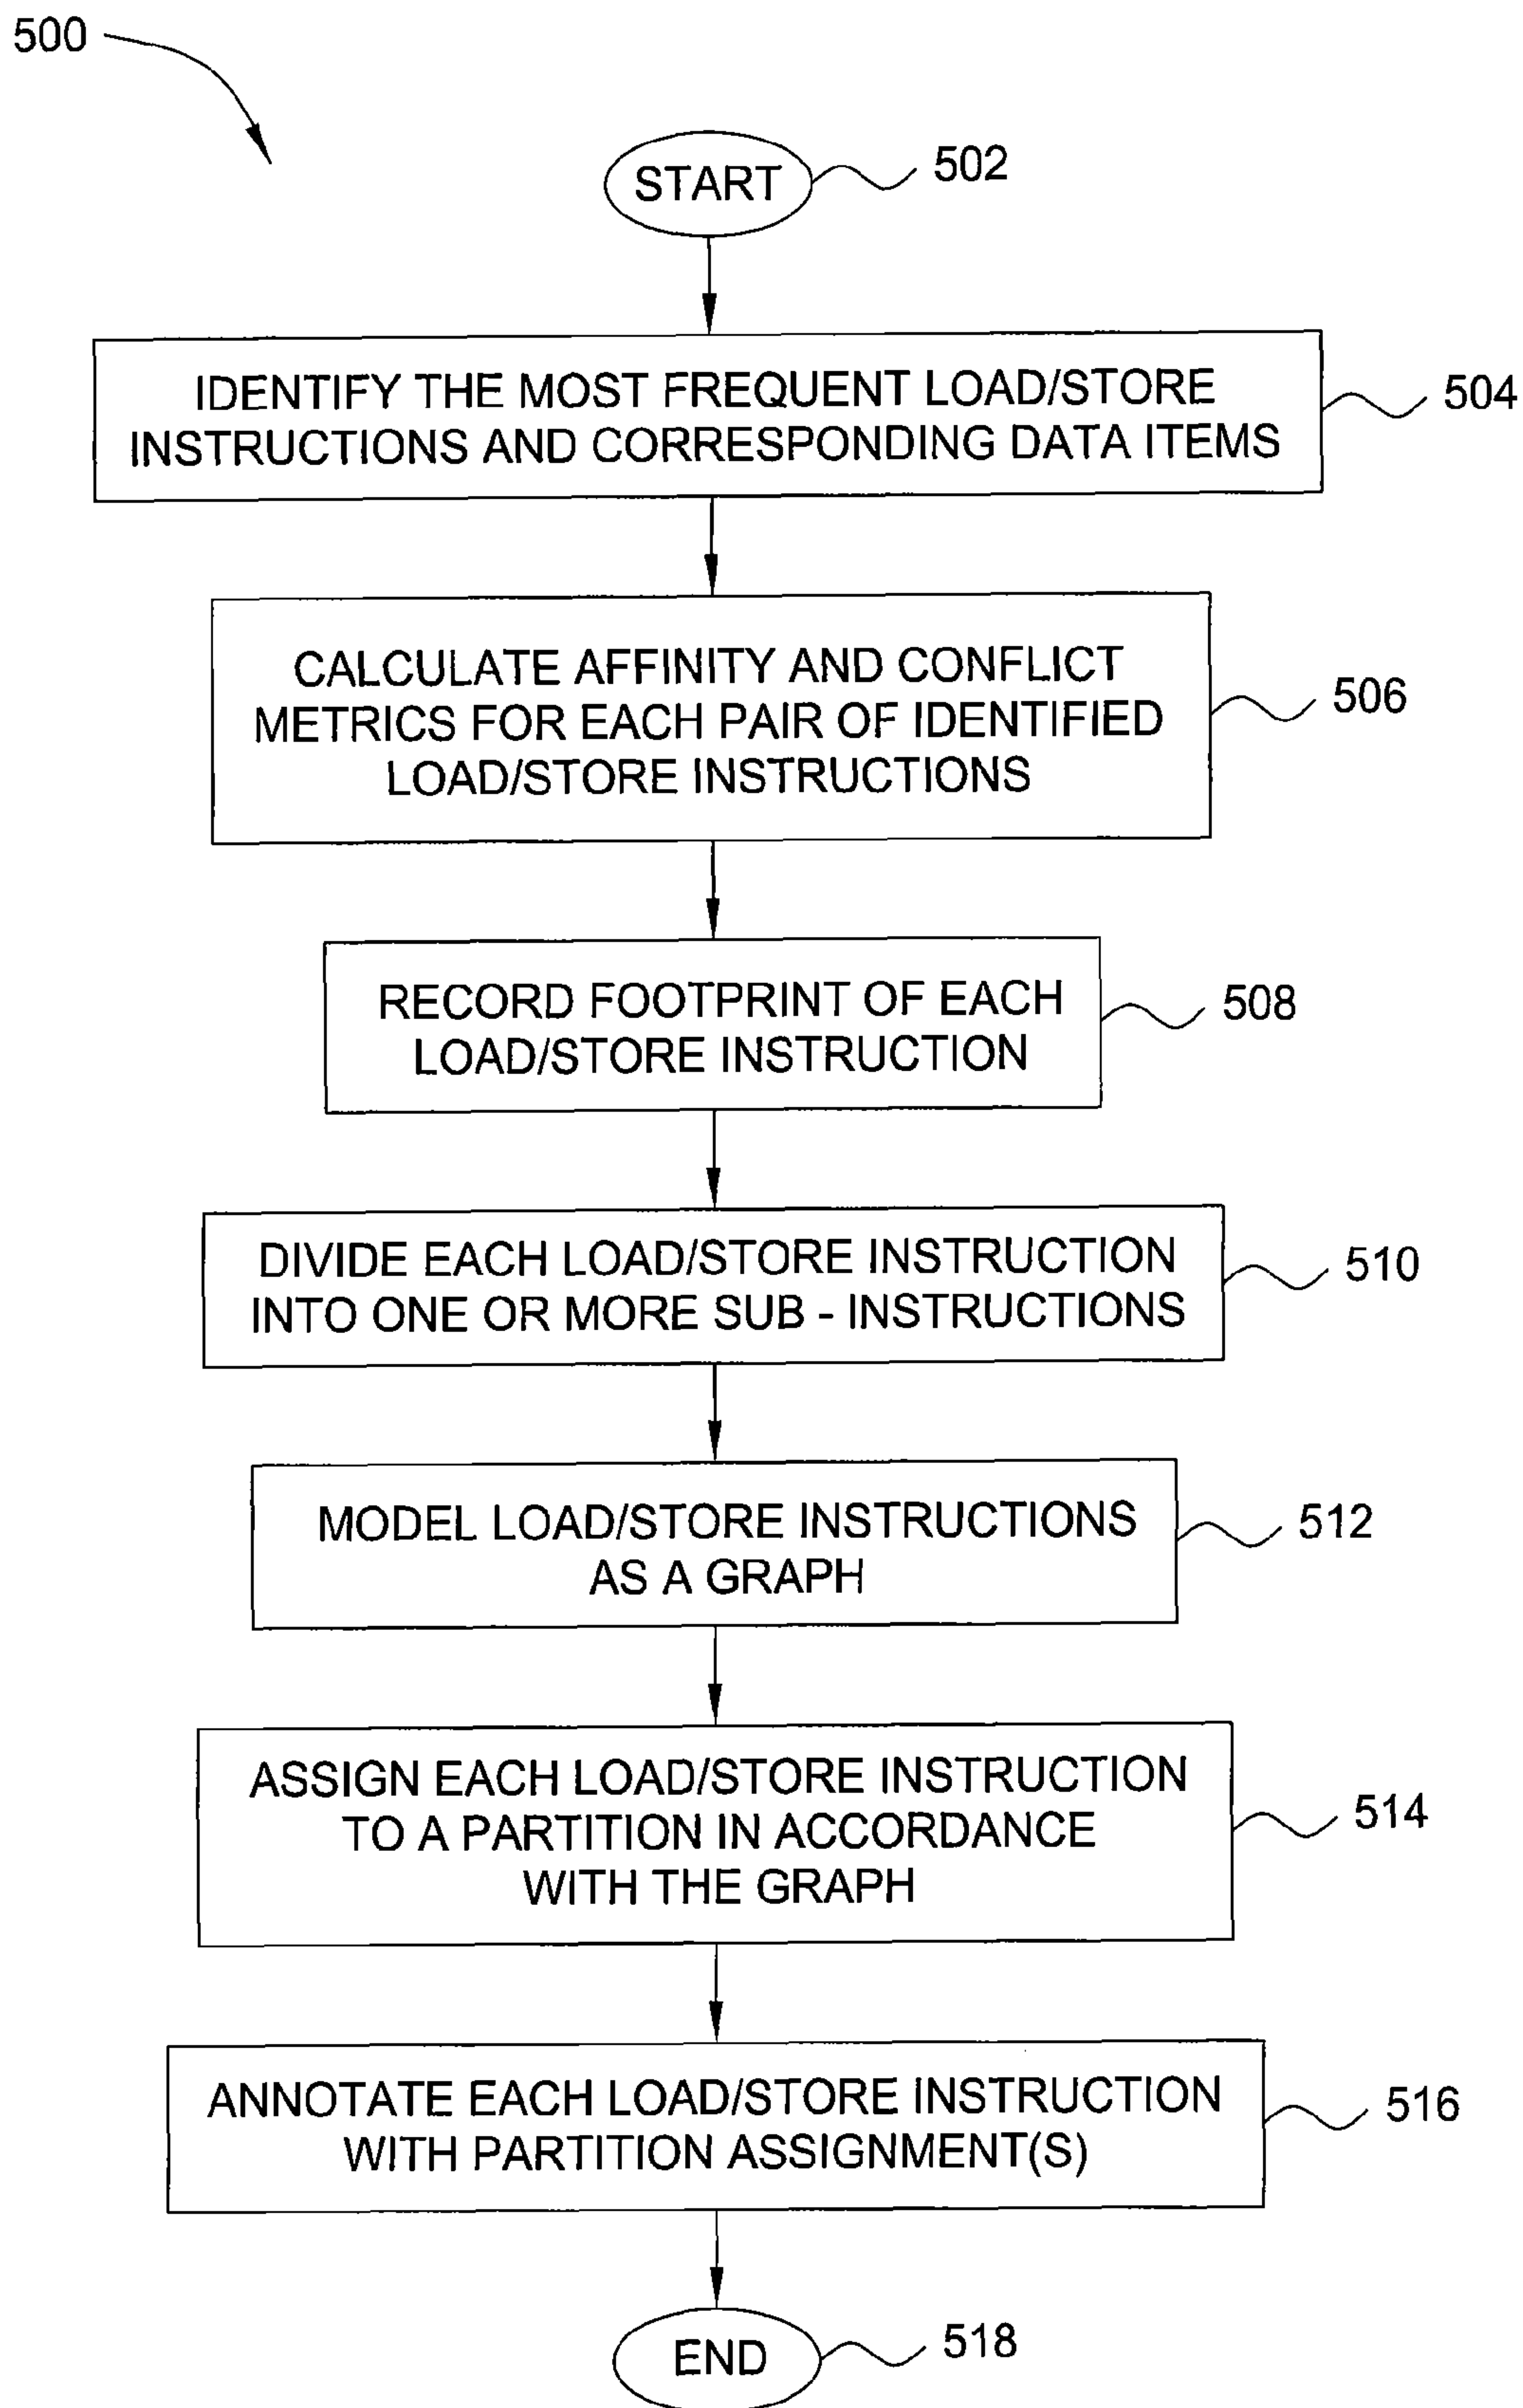 500
START
502
IDENTIFY THE MOST FREQUENT LOAD/STORE
INSTRUCTIONS AND CORRESPONDING DATA ITEMS
504
CALCULATE AFFINITY AND CONFLICT
METRICS FOR EACH PAIR OF IDENTIFIED
LOAD/STORE INSTRUCTIONS
506
RECORD FOOTPRINT OF EACH
LOAD/STORE INSTRUCTION
508
DIVIDE EACH LOAD/STORE INSTRUCTION
INTO ONE OR MORE SUB - INSTRUCTIONS
510
MODEL LOAD/STORE INSTRUCTIONS
AS A GRAPH
512
ASSIGN EACH LOAD/STORE INSTRUCTION
TO A PARTITION IN ACCORDANCE
WITH THE GRAPH
514
ANNOTATE EACH LOAD/STORE INSTRUCTION
WITH PARTITION ASSIGNMENT(S)
516
END
518